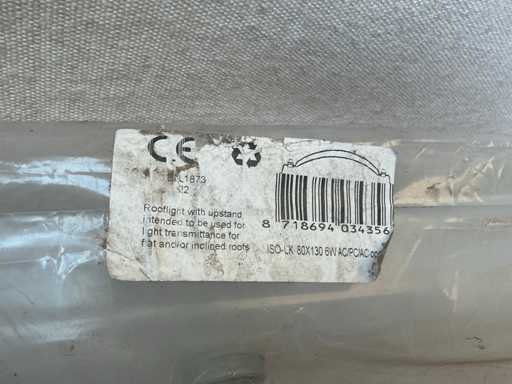 CE
1873
Rooflight with upstand
intended to be used for
light transmittance for
flat and/or inclined roofs
8 718694 034356
ISO-LK 80X130 6W AC/PC/AC